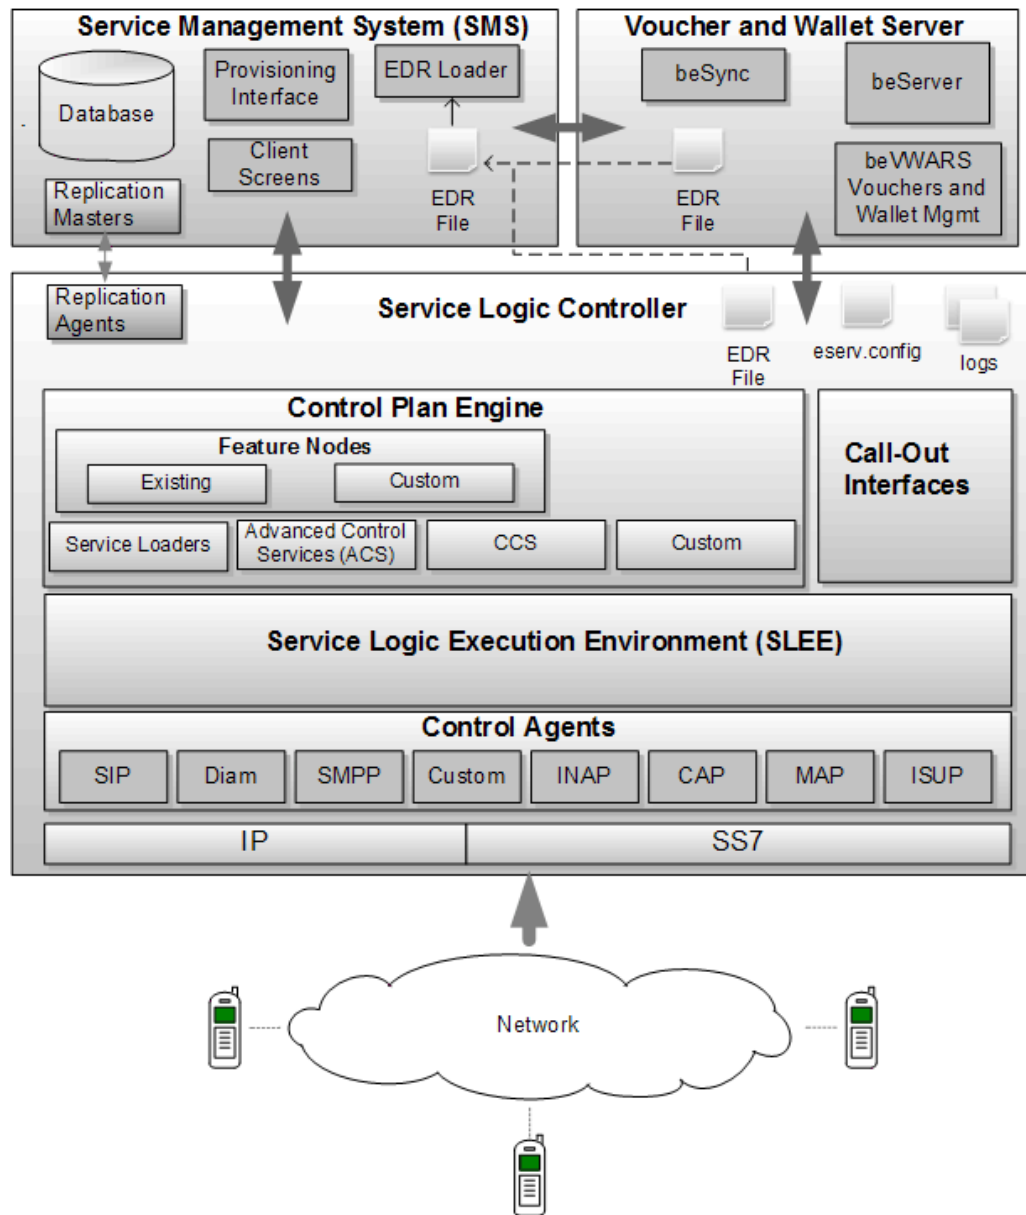 Service Management System (SMS)
Database
Provisioning
Interface
EDR Loader
Client
Screens
EDR
File
Replication
Masters
Voucher and Wallet Server
beSync
beServer
EDR
File
beVWARS
Vouchers and
Wallet Mgmt
Replication
Agents
Service Logic Controller
EDR
File
eserv.config
logs
Control Plan Engine
Feature Nodes
Existing
Custom
Service Loaders
Advanced Control
Services (ACS)
CCS
Custom
Call-Out
Interfaces
Service Logic Execution Environment (SLEE)
Control Agents
SIP
Diam
SMPP
Custom
INAP
CAP
MAP
ISUP
IP
SS7
Network